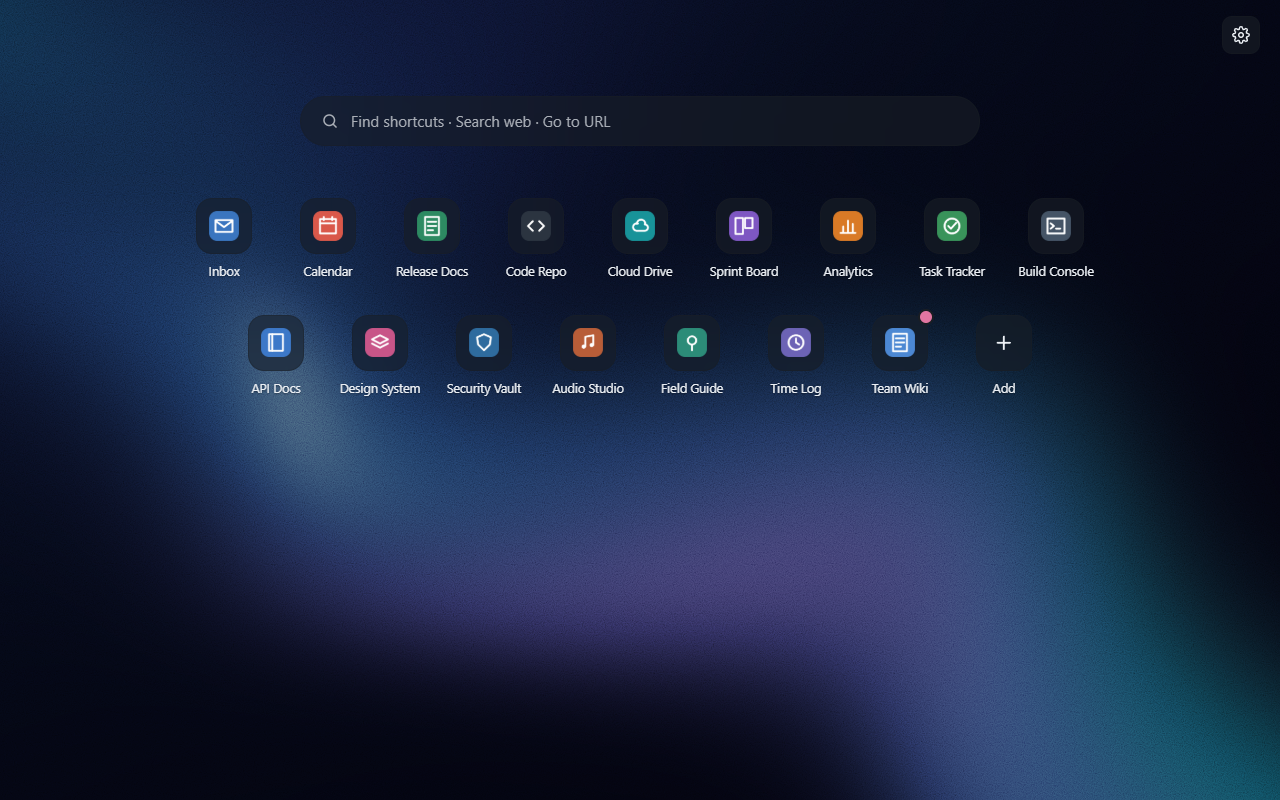 Find shortcuts · Search web · Go to URL
Inbox
Calendar
Release Docs
Code Repo
Cloud Drive
Sprint Board
Analytics
Task Tracker
Build Console
API Docs
Design System
Security Vault
Audio Studio
Field Guide
Time Log
Team Wiki
Add